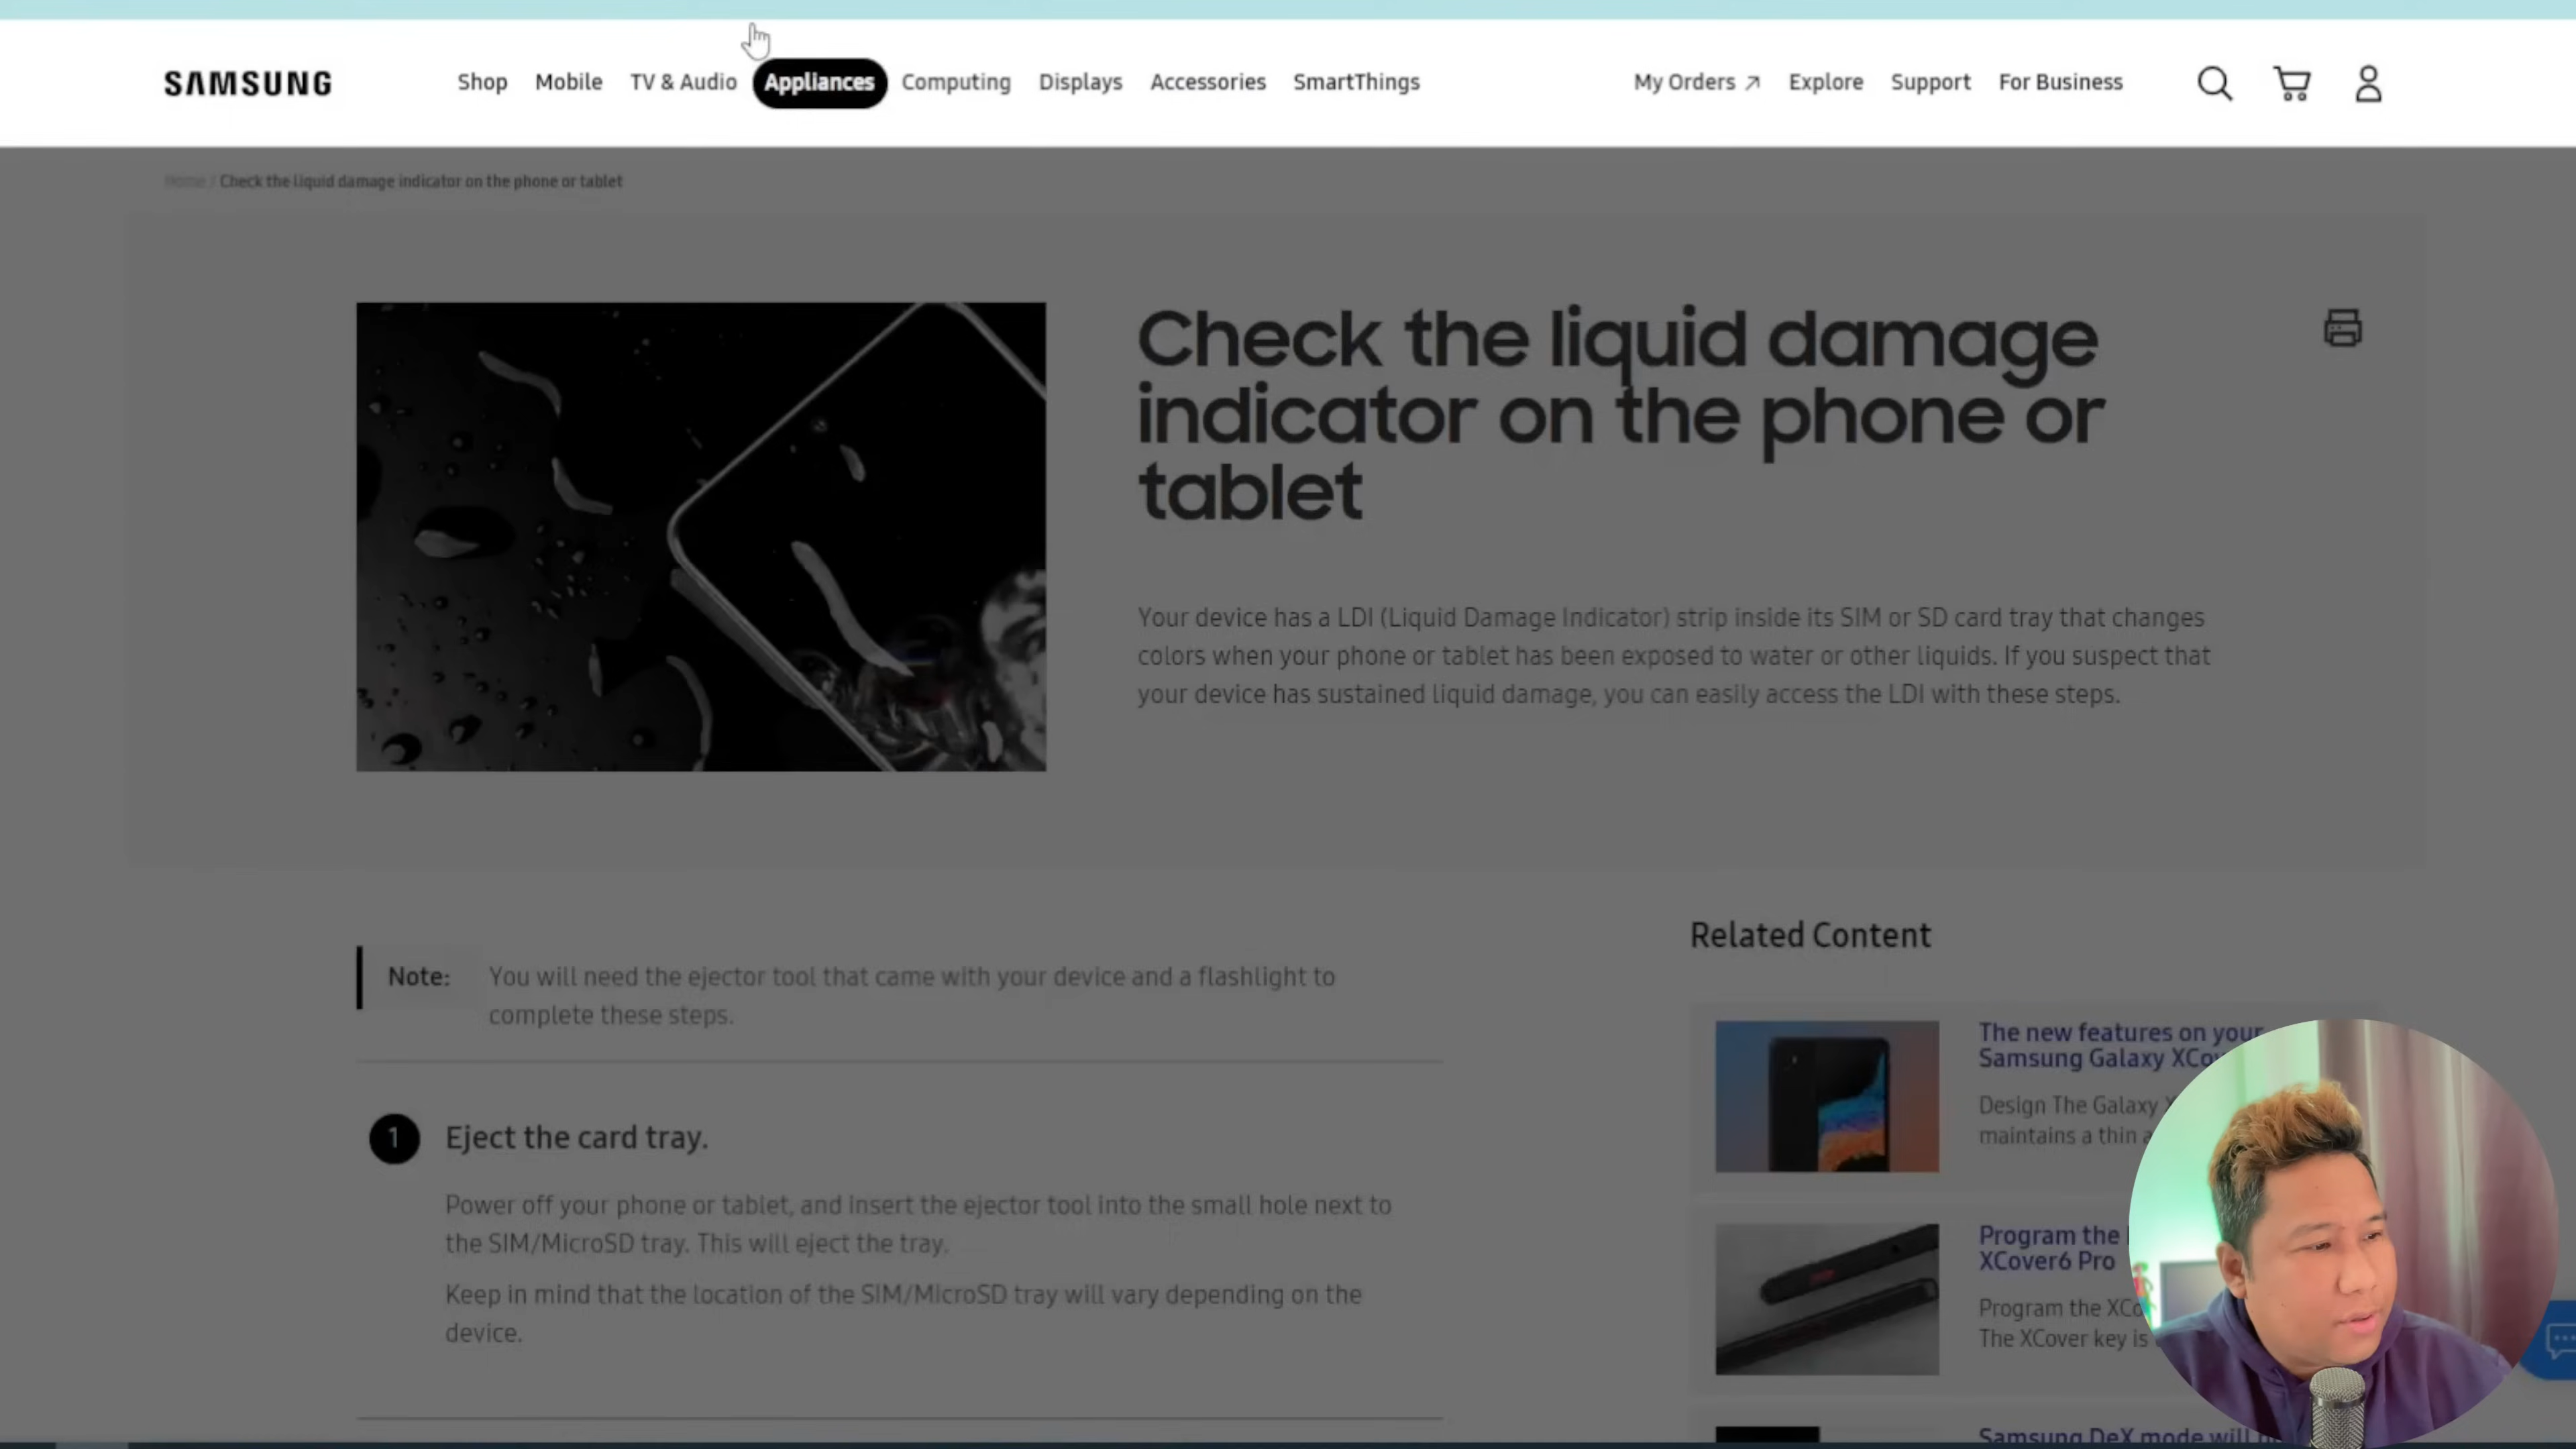 SAMSUNG
Shop Mobile TV & Audio Appliances Computing Displays Accessories SmartThings My Orders Explore Support For Business
Home / Check the liquid damage indicator on the phone or tablet
Check the liquid damage
indicator on the phone or
tablet
Your device has a LDI (Liquid Damage Indicator) strip inside its SIM or SD card tray that changes
colors when your phone or tablet has been exposed to water or other liquids. If you suspect that
your device has sustained liquid damage, you can easily access the LDI with these steps.
Note: You will need the ejector tool that came with your device and a flashlight to
complete these steps.
1 Eject the card tray.
Power off your phone or tablet, and insert the ejector tool into the small hole next to
the SIM/MicroSD tray. This will eject the tray.
Keep in mind that the location of the SIM/MicroSD tray will vary depending on the
device.
Related Content
The new features on your
Samsung Galaxy
Design The Galaxy
maintains a thin
Program the
XCover6 Pro
Program the
The XCover key is
Samsung DeX mode will